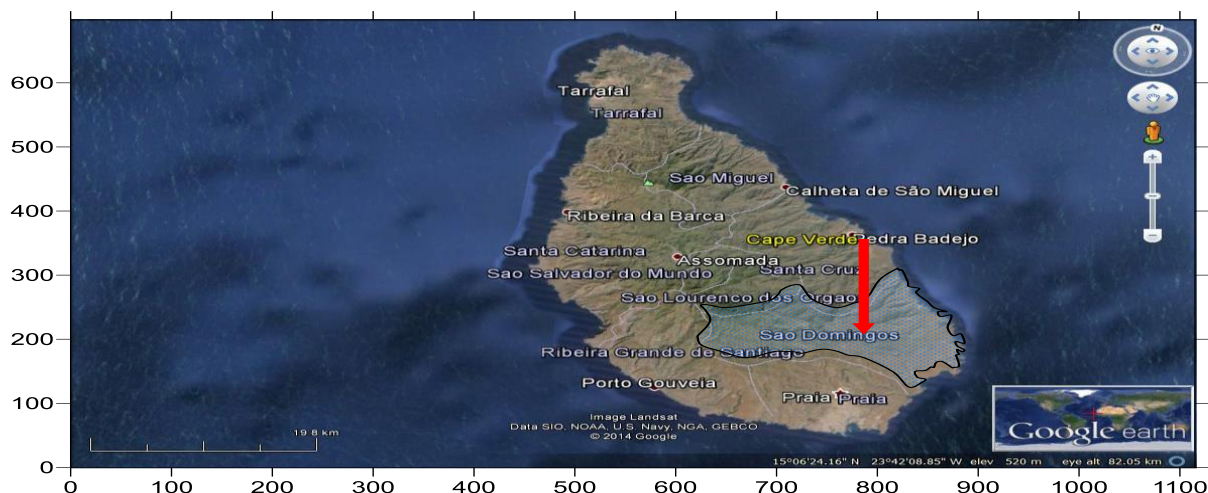 N
600
500
400
300
200
100
0
Tarrafal
Tarrafal
Sao Miguel
Calheta de São Miguel
Ribeira da Barca
Cape Verde
Pedra Badejo
Santa Catarina
Assomada
Santa Cruz
Sao Salvador do Mundo
Sao Lourenco dos Orgaos
Sao Domingos
Ribeira Grande de Santiago
Porto Gouveia
Praia
Praia
Image Landsat
Data SIO, NOAA, U.S. Navy, NGA, GEBCO
© 2014 Google
19.8 km
Google earth
15°06'24.16" N 23°42'08.85" W elev 520 m eye alt 82.05 km
0 100 200 300 400 500 600 700 800 900 1000 1100